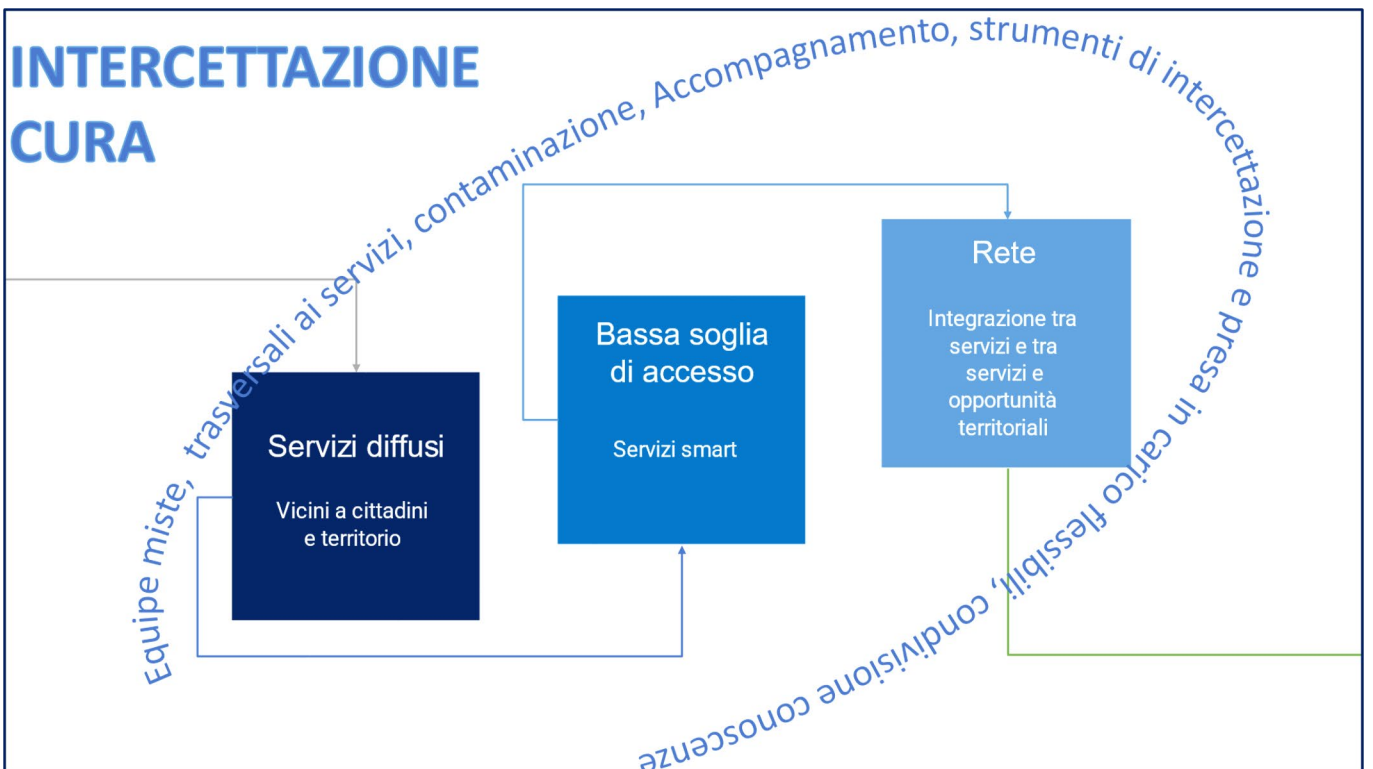 INTERCETTAZIONE
CURA
Equipe miste, trasversali ai servizi, contaminazione, Accompagnamento, strumenti di intercettazione e presa in carico flessibili, condivisione conoscenze
Servizi diffusi
Vicini a cittadini
e territorio
Bassa soglia
di accesso
Servizi smart
Rete
Integrazione tra
servizi e tra
servizi e
opportunità
territoriali